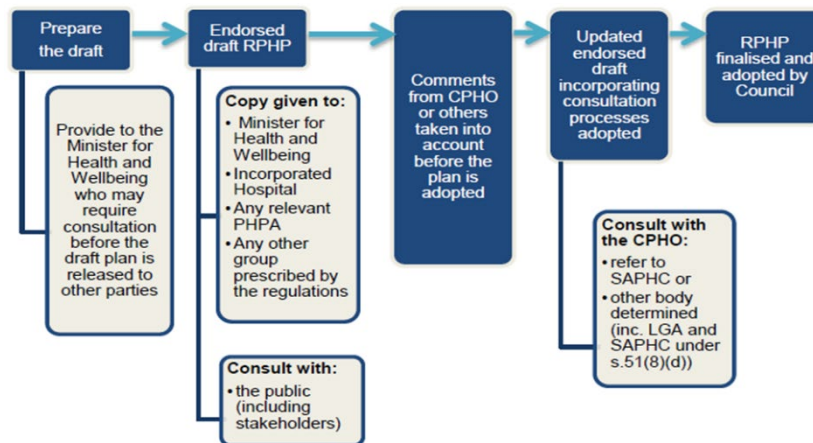 Prepare
the draft
Provide to the
Minister for
Health and
Wellbeing
who may
require
consultation
before the
draft plan is
released to
other parties
Endorsed
draft RPHP
Copy given to:
• Minister for
Health and
Wellbeing
• Incorporated
Hospital
• Any relevant
PHPA
• Any other
group
prescribed by
the regulations
Consult with:
• the public
(including
stakeholders)
Comments
from CPHO
or others
taken into
account
before the
plan is
adopted
Updated
endorsed
draft
incorporating
consultation
processes
adopted
Consult with
the CPHO:
• refer to
SAPHC or
• other body
determined
(inc. LGA and
SAPHC under
s.51(8)(d))
RPHP
finalised and
adopted by
Council